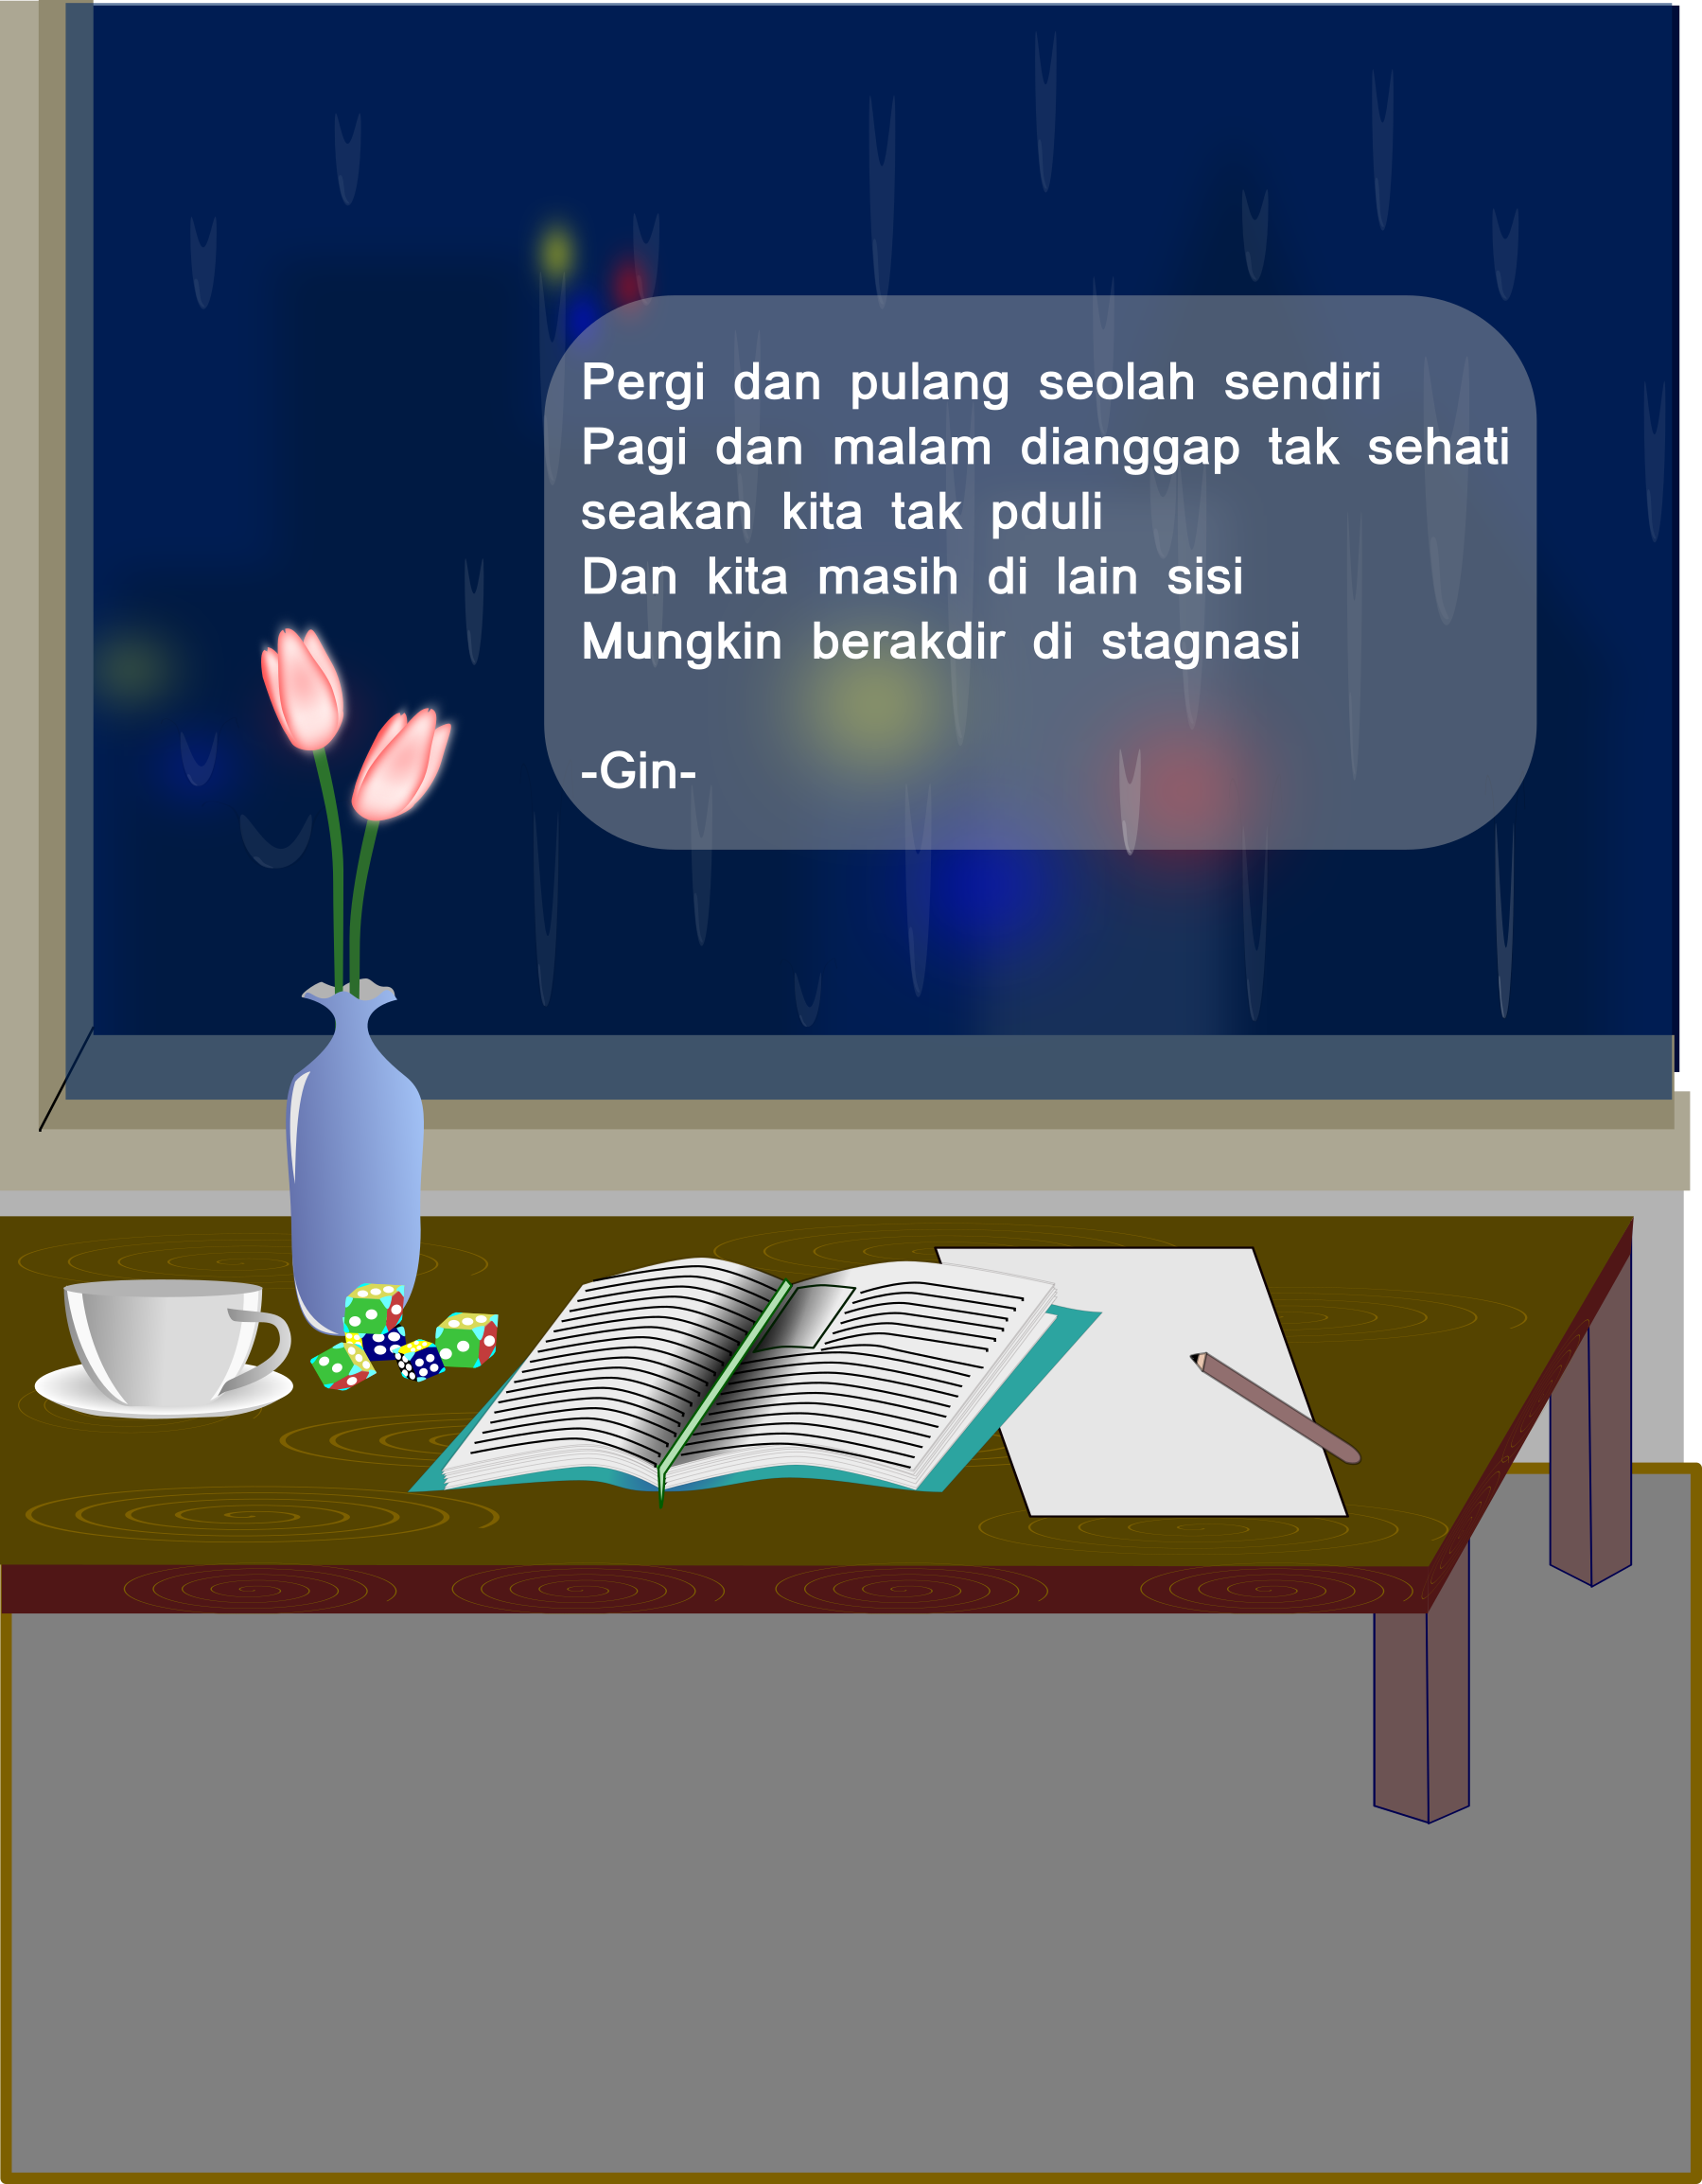 Pergi dan pulang seolah sendiri
Pagi dan malam dianggap tak sehati
seakan kita tak pduli
Dan kita masih di lain sisi
Mungkin berakdir di stagnasi
-Gin-